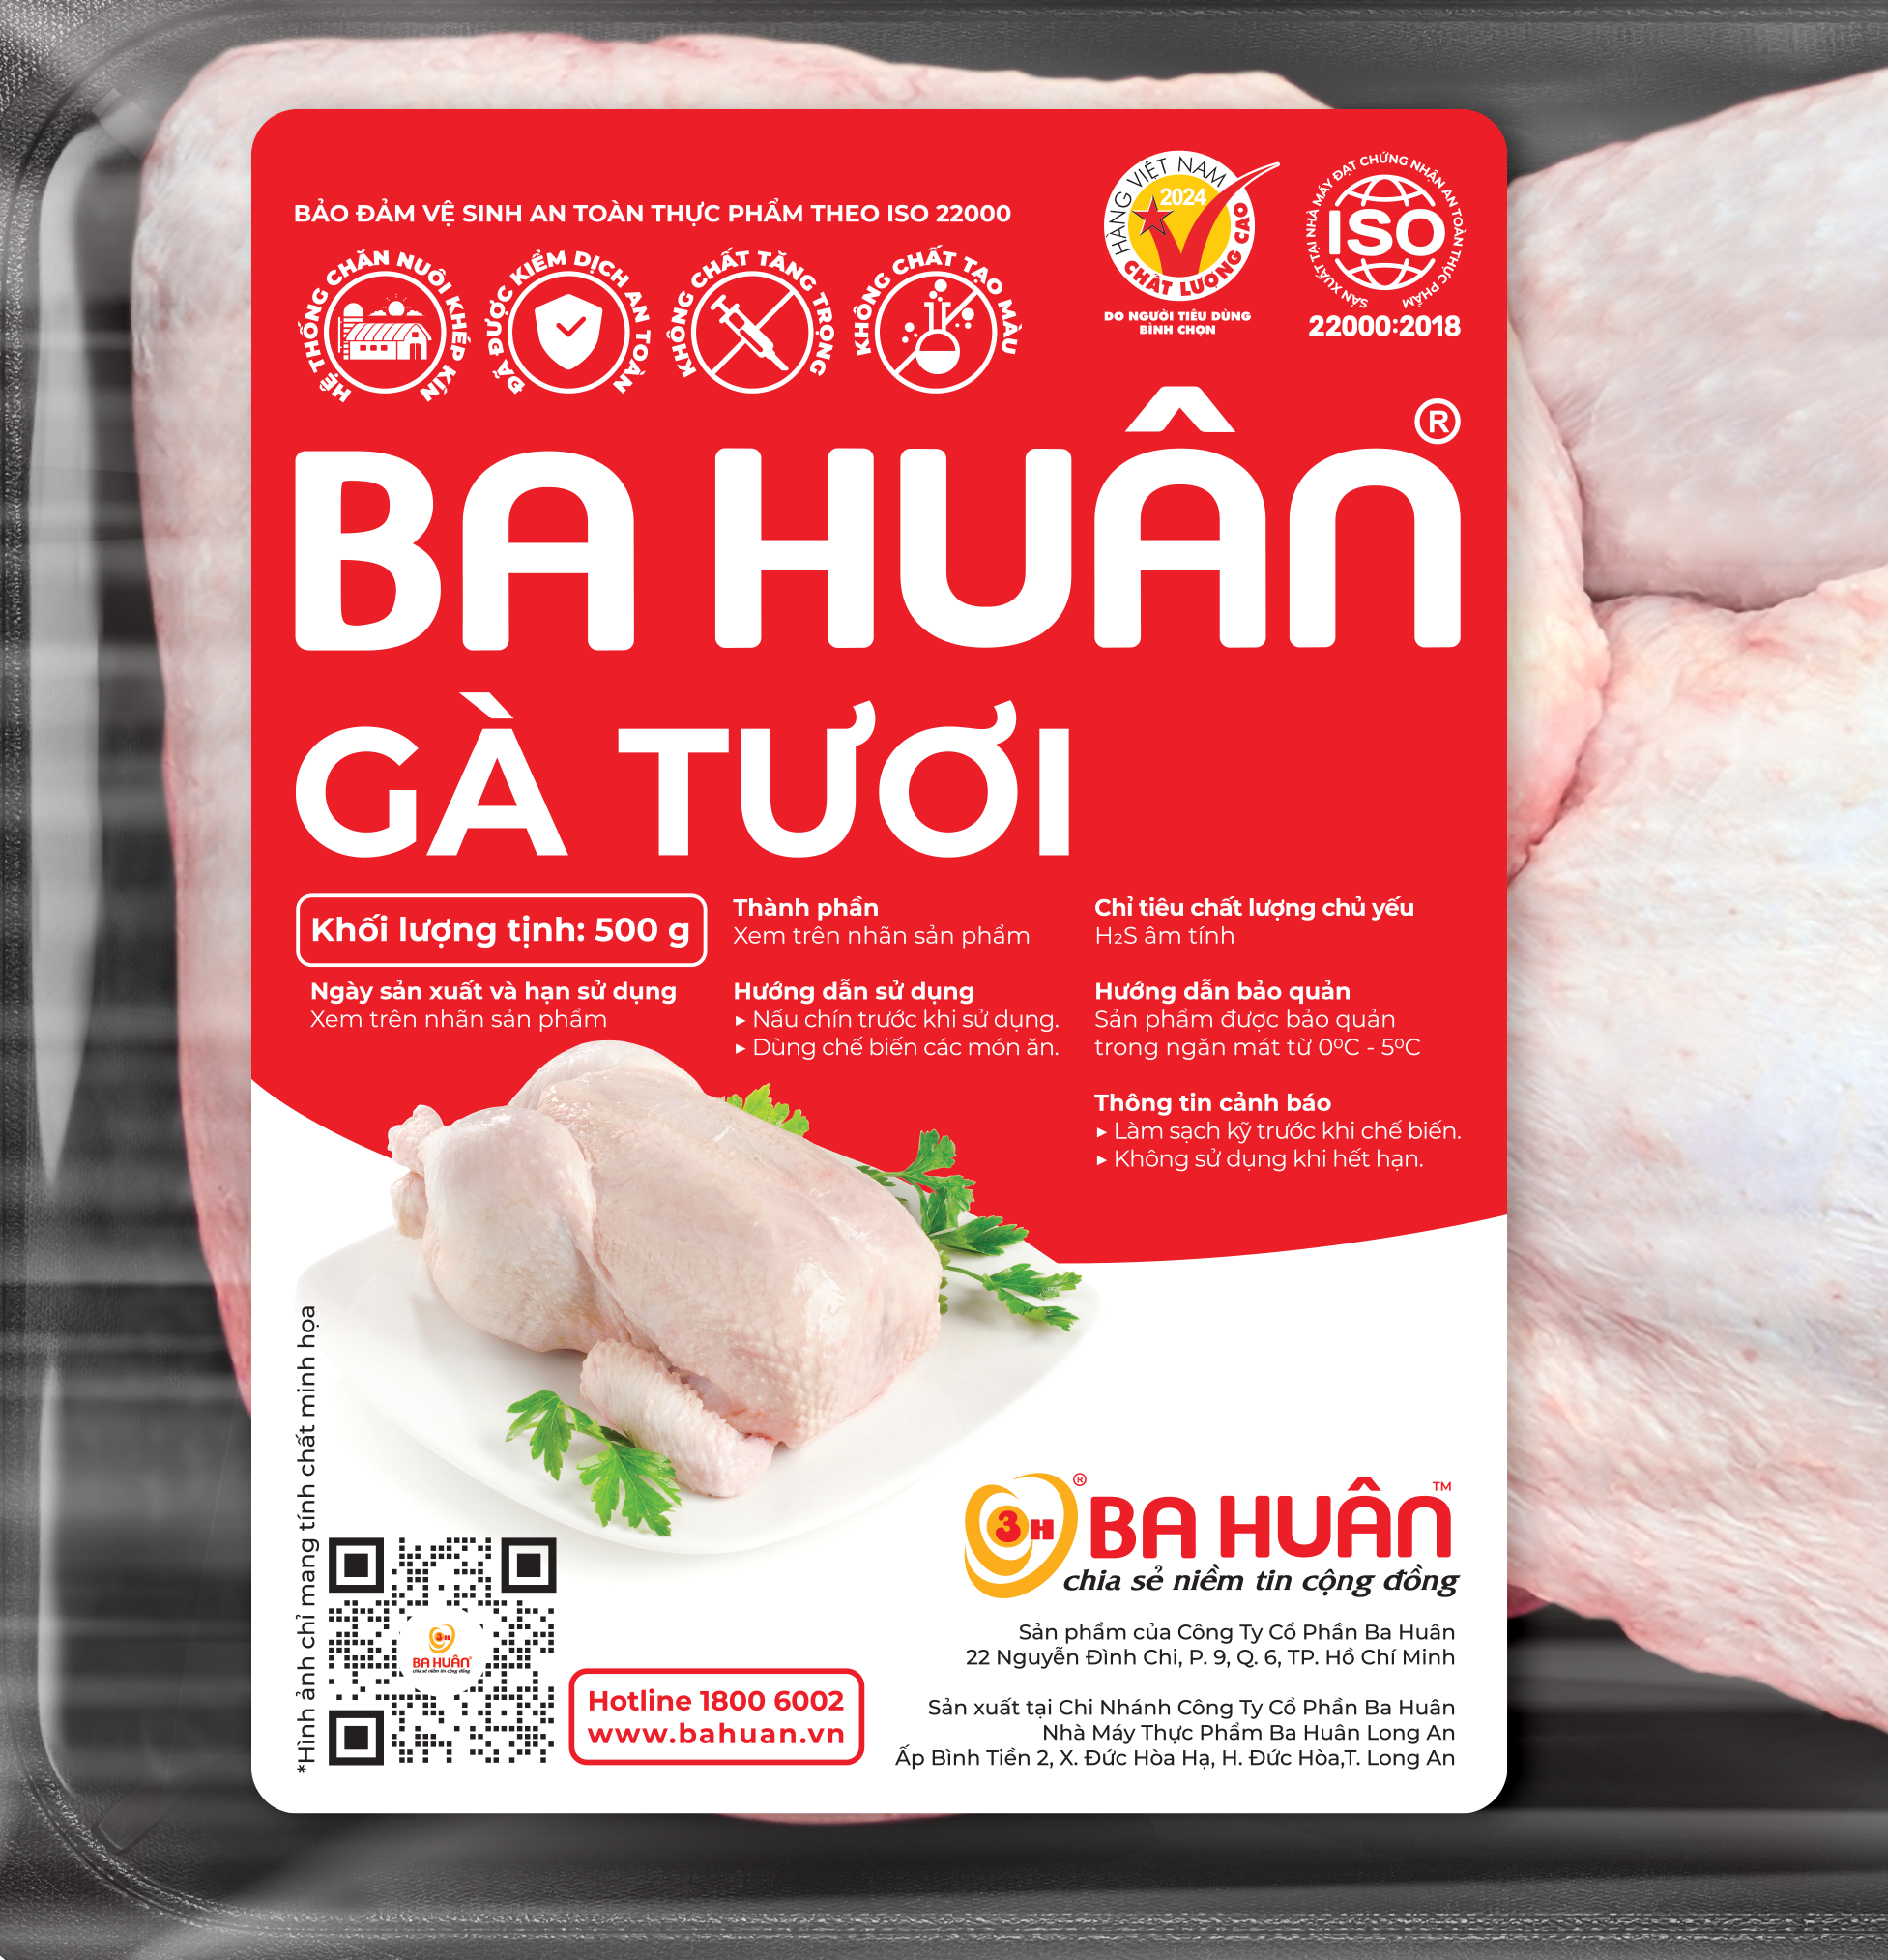 BẢO ĐẢM VỆ SINH AN TOÀN THỰC PHẨM THEO ISO 22000
HỆ THỐNG CHĂN NUÔI KHÉP KÍN
ĐÃ ĐƯỢC KIỂM DỊCH AN TOÀN
KHÔNG CHẤT TĂNG TRỌNG
KHÔNG CHẤT TẠO MÀU
HÀNG VIỆT NAM
2024
CHẤT LƯỢNG CAO
DO NGƯỜI TIÊU DÙNG
BÌNH CHỌN
SẢN XUẤT TẠI NHÀ MÁY ĐẠT CHỨNG NHẬN AN TOÀN THỰC PHẨM
ISO
22000:2018
BA HUÂN ®
GÀ TƯƠI
Khối lượng tịnh: 500 g
Ngày sản xuất và hạn sử dụng
Xem trên nhãn sản phẩm
Thành phần
Xem trên nhãn sản phẩm
Hướng dẫn sử dụng
▸ Nấu chín trước khi sử dụng.
▸ Dùng chế biến các món ăn.
Chỉ tiêu chất lượng chủ yếu
H₂S âm tính
Hướng dẫn bảo quản
Sản phẩm được bảo quản
trong ngăn mát từ 0ºC - 5ºC
Thông tin cảnh báo
▸ Làm sạch kỹ trước khi chế biến.
▸ Không sử dụng khi hết hạn.
*Hình ảnh chỉ mang tính chất minh họa
3H
BA HUÂN
chia sẻ niềm tin cộng đồng
Hotline 1800 6002
www.bahuan.vn
3H ® BA HUÂN ™
chia sẻ niềm tin cộng đồng
Sản phẩm của Công Ty Cổ Phần Ba Huân
22 Nguyễn Đình Chi, P. 9, Q. 6, TP. Hồ Chí Minh
Sản xuất tại Chi Nhánh Công Ty Cổ Phần Ba Huân
Nhà Máy Thực Phẩm Ba Huân Long An
Ấp Bình Tiền 2, X. Đức Hòa Hạ, H. Đức Hòa,T. Long An